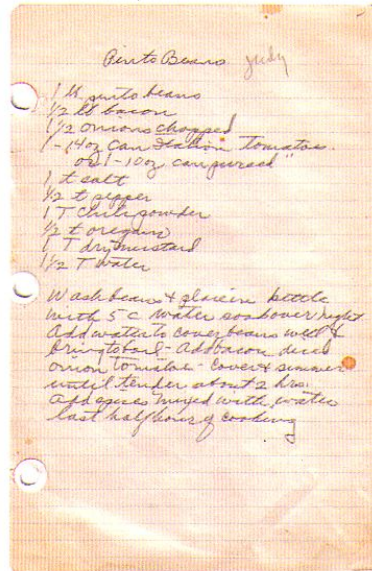 Pinto Beans Judy
1 lb pinto beans
1/2 lb bacon
1 1/2 onions chopped
1 - 14oz can Italian tomatoes.
or 1 - 10oz can pureed "
1 t salt
1/2 t pepper
1 T chili powder
1/2 t oregano
1 T dry mustard
1 1/2 T water
Wash beans & place in kettle
with 5 c water soak over night
Add water to cover beans well &
bring to boil - Add bacon diced
onion tomatoes - cover & simmer
until tender about 2 hrs.
Add spices mixed with water
last half hour of cooking